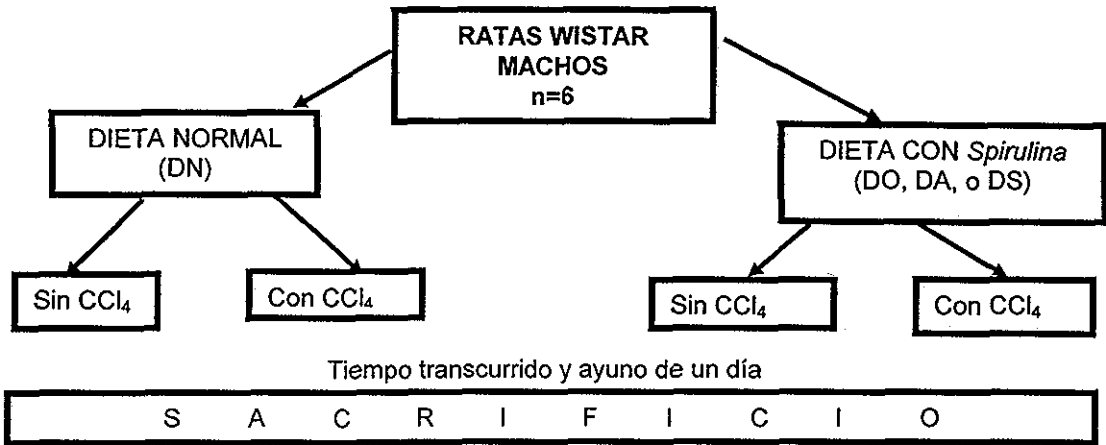 RATAS WISTAR
MACHOS
n=6
DIETA NORMAL
(DN)
DIETA CON Spirulina
(DO, DA, o DS)
Sin CCl₄
Con CCl₄
Sin CCl₄
Con CCl₄
Tiempo transcurrido y ayuno de un día
S A C R I F I C I O